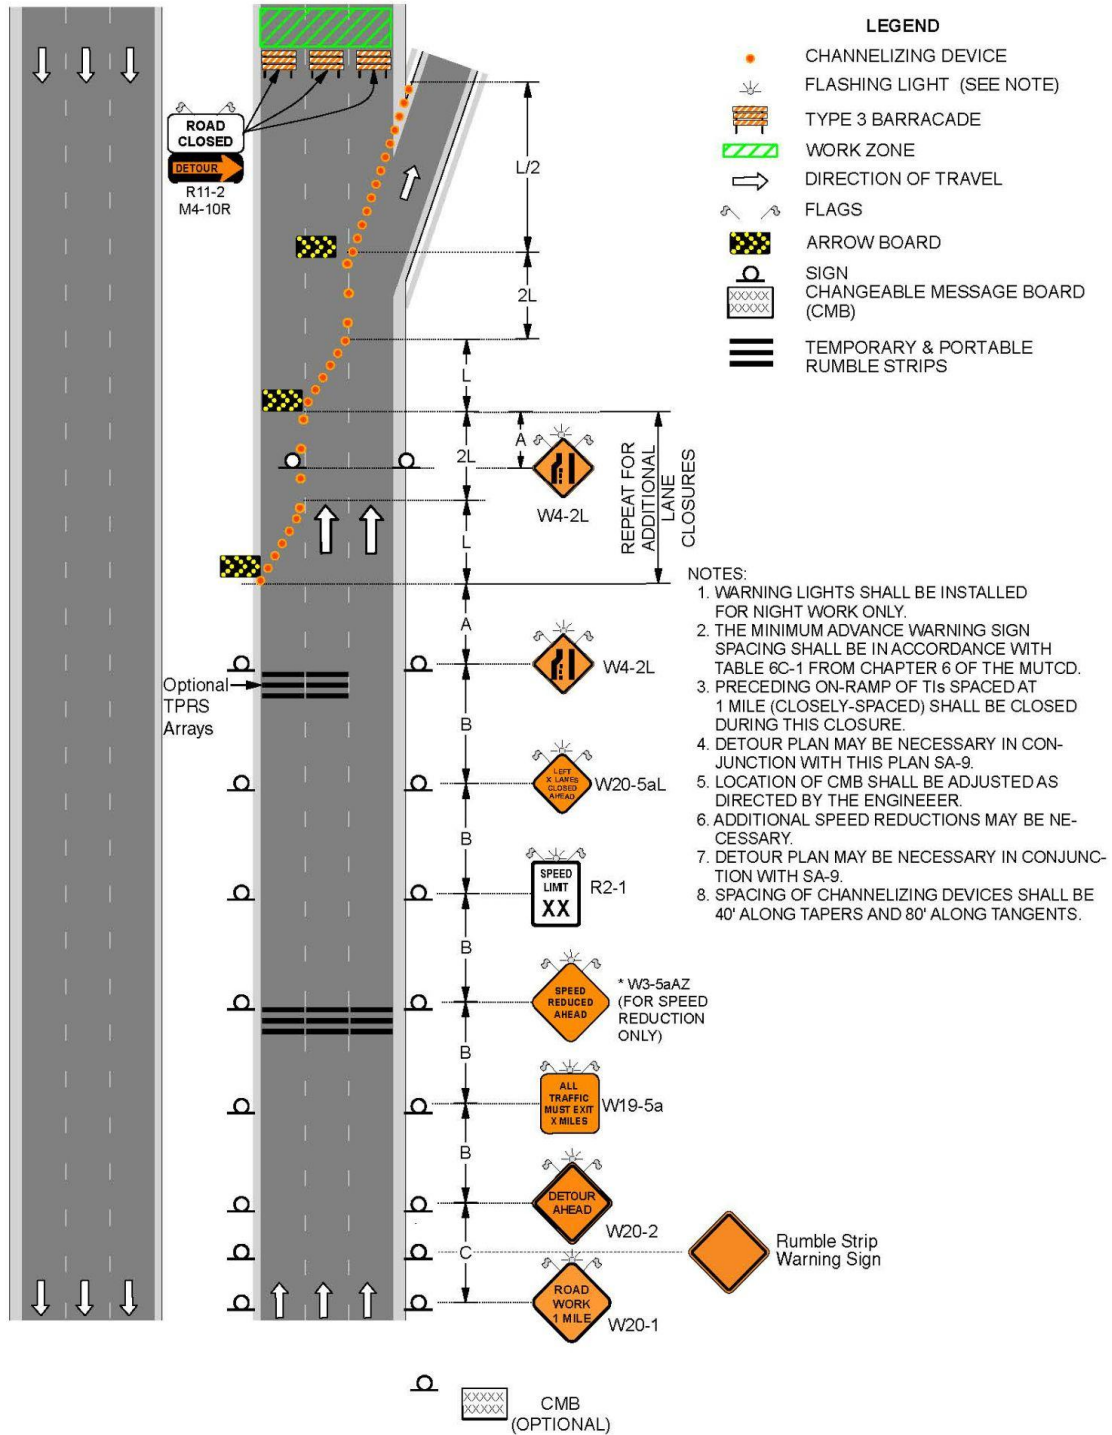 LEGEND
CHANNELIZING DEVICE
FLASHING LIGHT (SEE NOTE)
TYPE 3 BARRACADE
WORK ZONE
DIRECTION OF TRAVEL
FLAGS
ARROW BOARD
SIGN
CHANGEABLE MESSAGE BOARD
(CMB)
TEMPORARY & PORTABLE
RUMBLE STRIPS
ROAD
CLOSED
DETOUR
R11-2
M4-10R
L/2
2L
L
A
2L
W4-2L
L
REPEAT FOR
ADDITIONAL
LANE
CLOSURES
A
W4-2L
Optional
TPRS
Arrays
B
LEFT
X LANES
CLOSED
AHEAD
W20-5aL
B
SPEED
LIMIT
XX
R2-1
B
SPEED
REDUCED
AHEAD
* W3-5aAZ
(FOR SPEED
REDUCTION
ONLY)
B
ALL
TRAFFIC
MUST EXIT
X MILES
W19-5a
B
DETOUR
AHEAD
W20-2
C
Rumble Strip
Warning Sign
ROAD
WORK
1 MILE
W20-1
CMB
(OPTIONAL)
NOTES:
1. WARNING LIGHTS SHALL BE INSTALLED
FOR NIGHT WORK ONLY.
2. THE MINIMUM ADVANCE WARNING SIGN
SPACING SHALL BE IN ACCORDANCE WITH
TABLE 6C-1 FROM CHAPTER 6 OF THE MUTCD.
3. PRECEDING ON-RAMP OF TIs SPACED AT
1 MILE (CLOSELY-SPACED) SHALL BE CLOSED
DURING THIS CLOSURE.
4. DETOUR PLAN MAY BE NECESSARY IN CON-
JUNCTION WITH THIS PLAN SA-9.
5. LOCATION OF CMB SHALL BE ADJUSTED AS
DIRECTED BY THE ENGINEEER.
6. ADDITIONAL SPEED REDUCTIONS MAY BE NE-
CESSARY.
7. DETOUR PLAN MAY BE NECESSARY IN CONJUNC-
TION WITH SA-9.
8. SPACING OF CHANNELIZING DEVICES SHALL BE
40' ALONG TAPERS AND 80' ALONG TANGENTS.